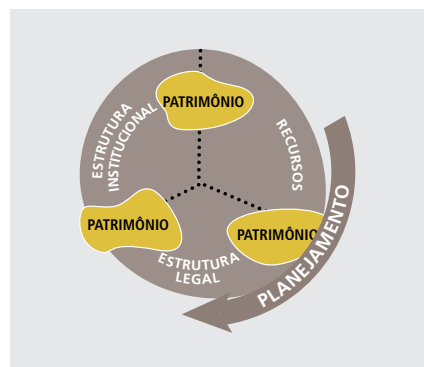 PATRIMÔNIO
ESTRUTURA
INSTITUCIONAL
RECURSOS
PATRIMÔNIO
PATRIMÔNIO
ESTRUTURA
LEGAL
PLANEJAMENTO